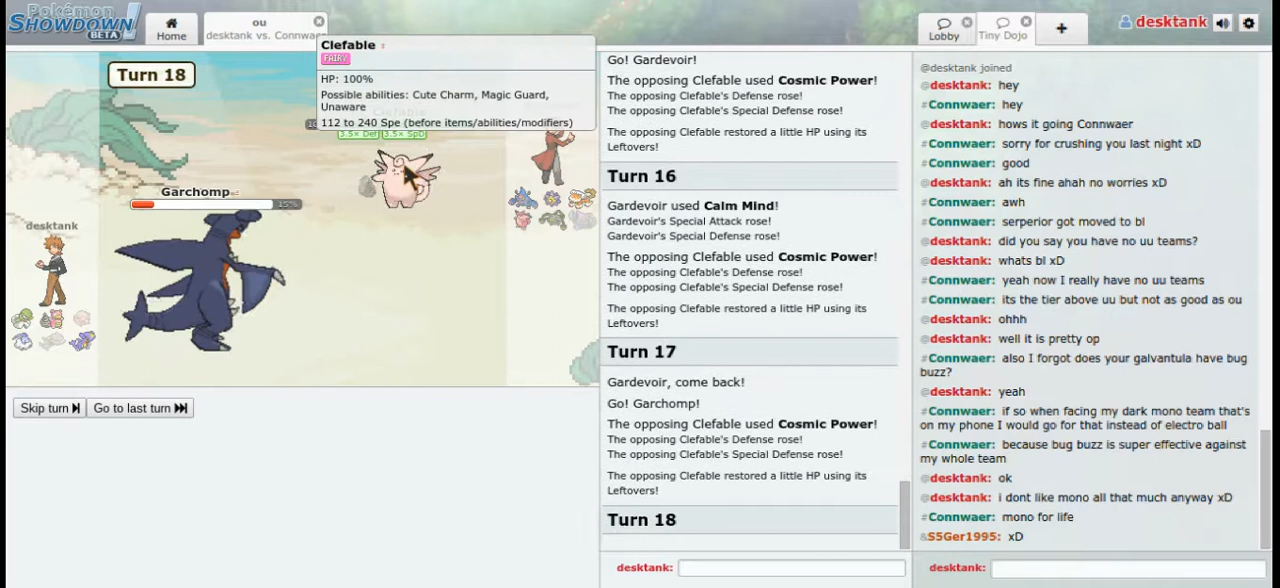 Pokémon
SHOWDOWN!
BETA
Home
ou
desktank vs. Connwaer
Lobby
Tiny Dojo
desktank
Turn 18
Clefable
FAIRY
HP: 100%
Possible abilities: Cute Charm, Magic Guard,
Unaware
112 to 240 Spe (before items/abilities/modifiers)
3.5× Def 3.5× SpD
Garchomp
15%
desktank
Skip turn
Go to last turn
Go! Gardevoir!
The opposing Clefable used Cosmic Power!
The opposing Clefable's Defense rose!
The opposing Clefable's Special Defense rose!
The opposing Clefable restored a little HP using its
Leftovers!
Turn 16
Gardevoir used Calm Mind!
Gardevoir's Special Attack rose!
Gardevoir's Special Defense rose!
The opposing Clefable used Cosmic Power!
The opposing Clefable's Defense rose!
The opposing Clefable's Special Defense rose!
The opposing Clefable restored a little HP using its
Leftovers!
Turn 17
Gardevoir, come back!
Go! Garchomp!
The opposing Clefable used Cosmic Power!
The opposing Clefable's Defense rose!
The opposing Clefable's Special Defense rose!
The opposing Clefable restored a little HP using its
Leftovers!
Turn 18
desktank:
@desktank joined
@desktank: hey
#Connwaer: hey
@desktank: hows it going Connwaer
#Connwaer: sorry for crushing you last night xD
#Connwaer: good
@desktank: ah its fine ahah no worries xD
#Connwaer: awh
#Connwaer: serperior got moved to bl
@desktank: did you say you have no uu teams?
@desktank: whats bl xD
#Connwaer: yeah now I really have no uu teams
#Connwaer: its the tier above uu but not as good as ou
@desktank: ohhh
@desktank: well it is pretty op
#Connwaer: also I forgot does your galvantula have bug
buzz?
@desktank: yeah
#Connwaer: if so when facing my dark mono team that's
on my phone I would go for that instead of electro ball
#Connwaer: because bug buzz is super effective against
my whole team
@desktank: ok
@desktank: i dont like mono all that much anyway xD
#Connwaer: mono for life
&S5Ger1995: xD
desktank: